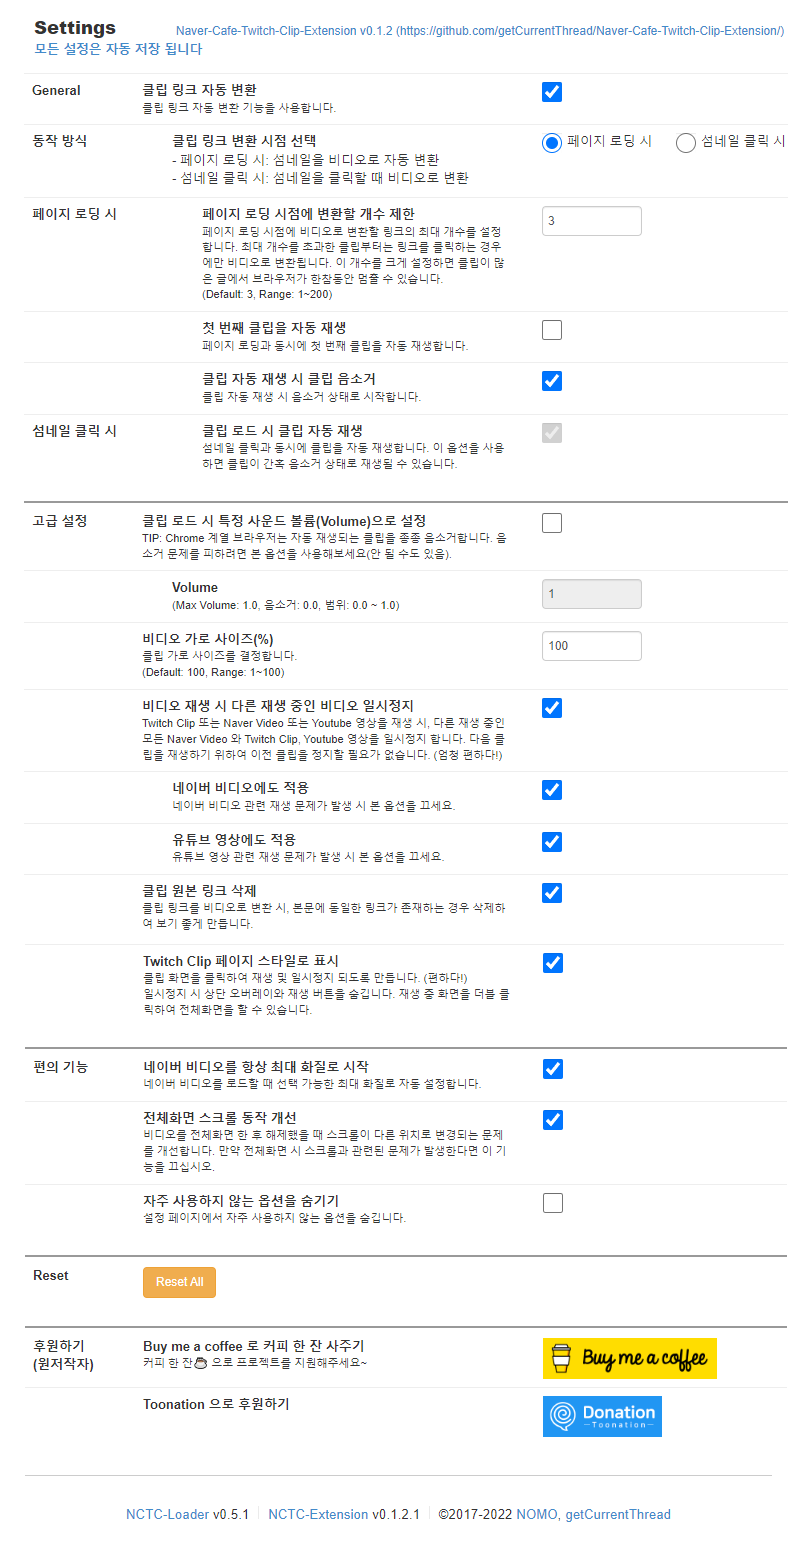 Settings
Naver-Cafe-Twitch-Clip-Extension v0.1.2 (https://github.com/getCurrentThread/Naver-Cafe-Twitch-Clip-Extension/)
모든 설정은 자동 저장 됩니다
General
클립 링크 자동 변환
클립 링크 자동 변환 기능을 사용합니다.
동작 방식
클립 링크 변환 시점 선택
- 페이지 로딩 시: 섬네일을 비디오로 자동 변환
- 섬네일 클릭 시: 섬네일을 클릭할 때 비디오로 변환
페이지 로딩 시
섬네일 클릭 시
페이지 로딩 시
페이지 로딩 시점에 변환할 개수 제한
페이지 로딩 시점에 비디오로 변환할 링크의 최대 개수를 설정
합니다. 최대 개수를 초과한 클립부터는 링크를 클릭하는 경우
에만 비디오로 변환됩니다. 이 개수를 크게 설정하면 클립이 많
은 글에서 브라우저가 한참동안 멈출 수 있습니다.
(Default: 3, Range: 1~200)
3
첫 번째 클립을 자동 재생
페이지 로딩과 동시에 첫 번째 클립을 자동 재생합니다.
클립 자동 재생 시 클립 음소거
클립 자동 재생 시 음소거 상태로 시작합니다.
섬네일 클릭 시
클립 로드 시 클립 자동 재생
섬네일 클릭과 동시에 클립을 자동 재생합니다. 이 옵션을 사용
하면 클립이 간혹 음소거 상태로 재생될 수 있습니다.
고급 설정
클립 로드 시 특정 사운드 볼륨(Volume)으로 설정
TIP: Chrome 계열 브라우저는 자동 재생되는 클립을 종종 음소거합니다. 음
소거 문제를 피하려면 본 옵션을 사용해보세요(안 될 수도 있음).
Volume
(Max Volume: 1.0, 음소거: 0.0, 범위: 0.0 ~ 1.0)
1
비디오 가로 사이즈(%)
클립 가로 사이즈를 결정합니다.
(Default: 100, Range: 1~100)
100
비디오 재생 시 다른 재생 중인 비디오 일시정지
Twitch Clip 또는 Naver Video 또는 Youtube 영상을 재생 시, 다른 재생 중인
모든 Naver Video 와 Twitch Clip, Youtube 영상을 일시정지 합니다. 다음 클
립을 재생하기 위하여 이전 클립을 정지할 필요가 없습니다. (엄청 편하다!)
네이버 비디오에도 적용
네이버 비디오 관련 재생 문제가 발생 시 본 옵션을 끄세요.
유튜브 영상에도 적용
유튜브 영상 관련 재생 문제가 발생 시 본 옵션을 끄세요.
클립 원본 링크 삭제
클립 링크를 비디오로 변환 시, 본문에 동일한 링크가 존재하는 경우 삭제하
여 보기 좋게 만듭니다.
Twitch Clip 페이지 스타일로 표시
클립 화면을 클릭하여 재생 및 일시정지 되도록 만듭니다. (편하다!)
일시정지 시 상단 오버레이와 재생 버튼을 숨깁니다. 재생 중 화면을 더블 클
릭하여 전체화면을 할 수 있습니다.
편의 기능
네이버 비디오를 항상 최대 화질로 시작
네이버 비디오를 로드할 때 선택 가능한 최대 화질로 자동 설정합니다.
전체화면 스크롤 동작 개선
비디오를 전체화면 한 후 해제했을 때 스크롤이 다른 위치로 변경되는 문제
를 개선합니다. 만약 전체화면 시 스크롤과 관련된 문제가 발생한다면 이 기
능을 끄십시오.
자주 사용하지 않는 옵션을 숨기기
설정 페이지에서 자주 사용하지 않는 옵션을 숨깁니다.
Reset
Reset All
후원하기
(원저작자)
Buy me a coffee 로 커피 한 잔 사주기
커피 한 잔☕ 으로 프로젝트를 지원해주세요~
Buy me a coffee
Toonation 으로 후원하기
Donation
Toonation
NCTC-Loader v0.5.1
NCTC-Extension v0.1.2.1
©2017-2022 NOMO, getCurrentThread